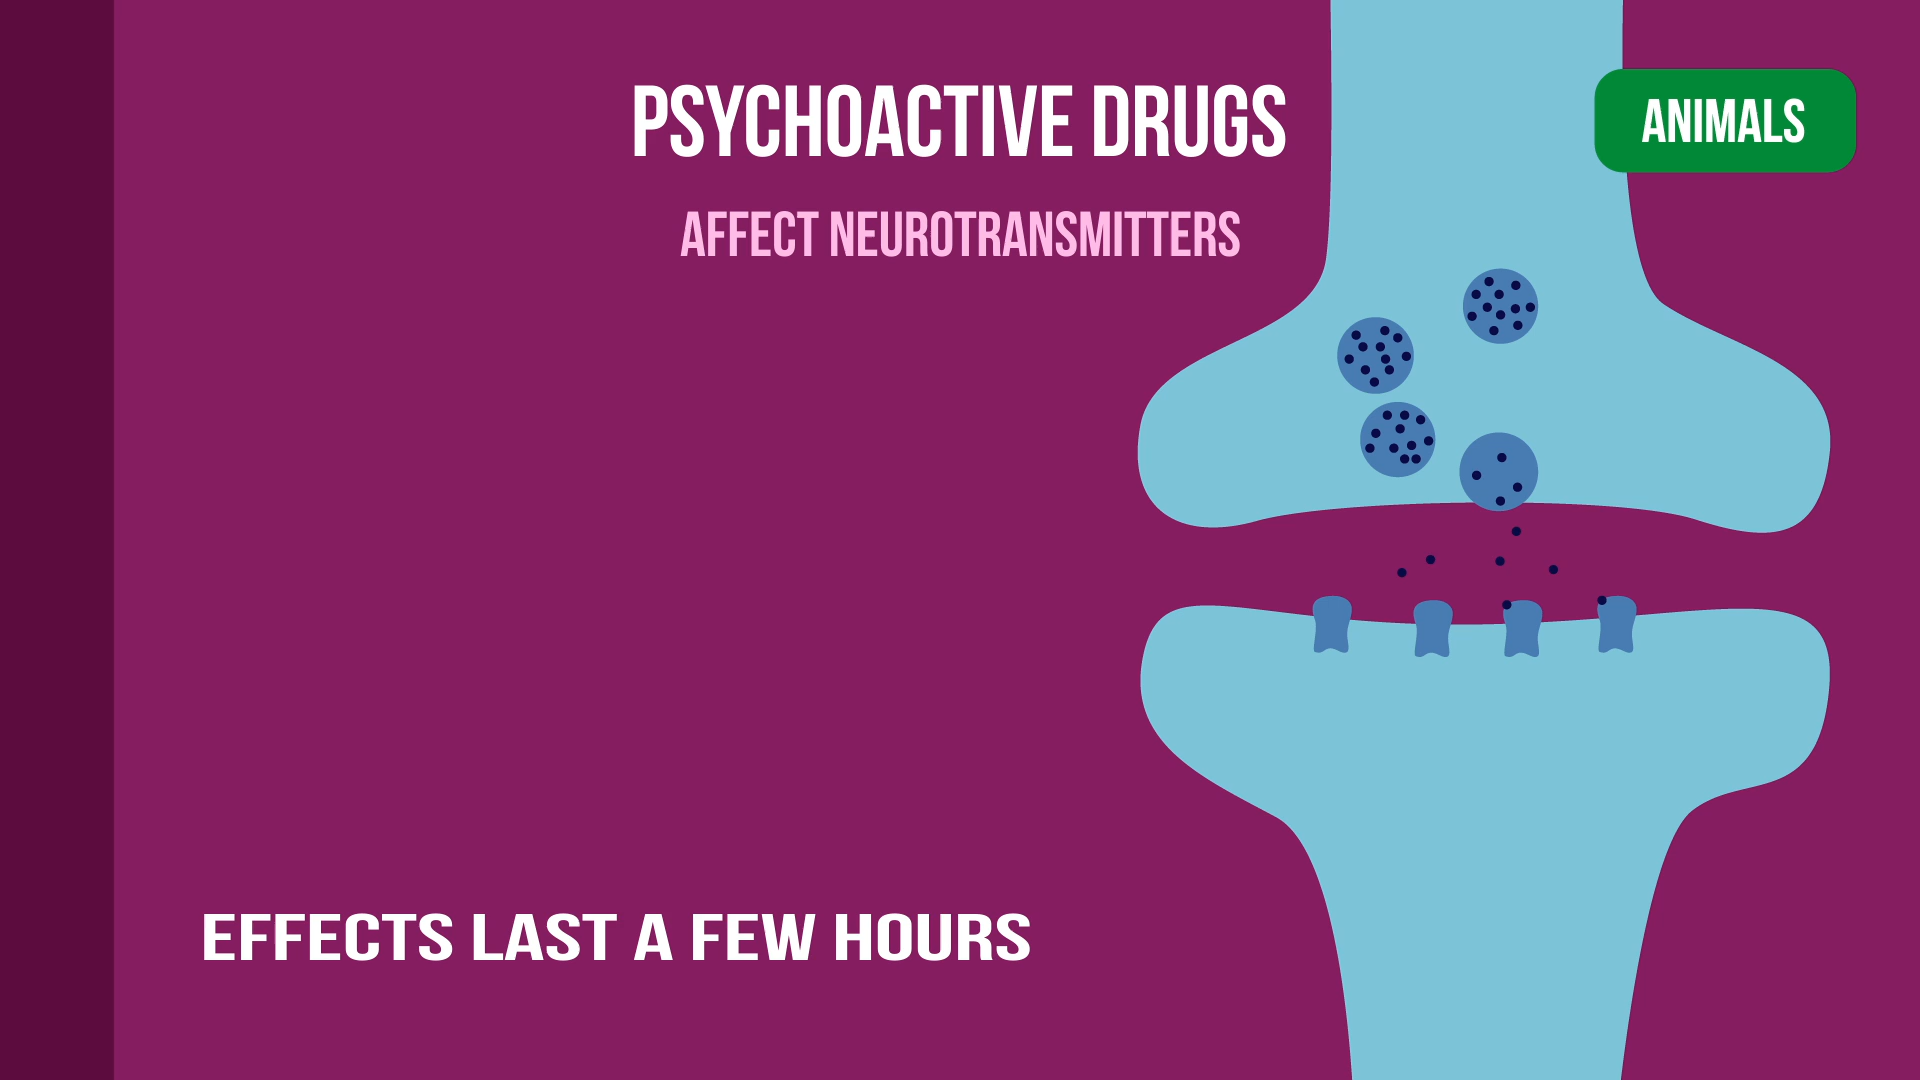 PSYCHOACTIVE DRUGS
ANIMALS
AFFECT NEUROTRANSMITTERS
EFFECTS LAST A FEW HOURS